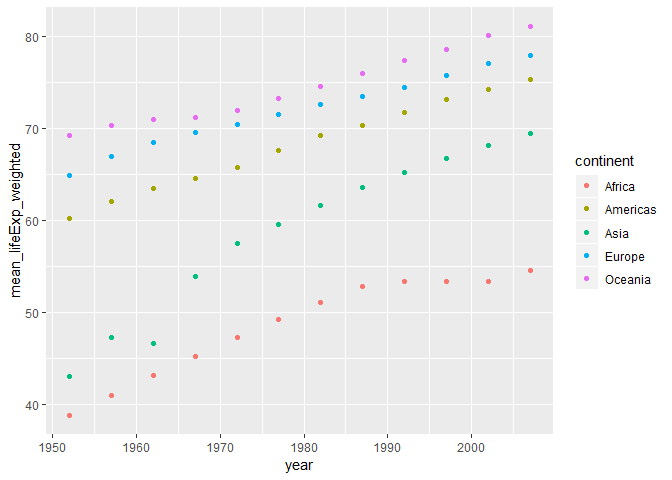 mean_lifeExp_weighted
80
70
60
50
40
1950
1960
1970
1980
1990
2000
year
continent
Africa
Americas
Asia
Europe
Oceania